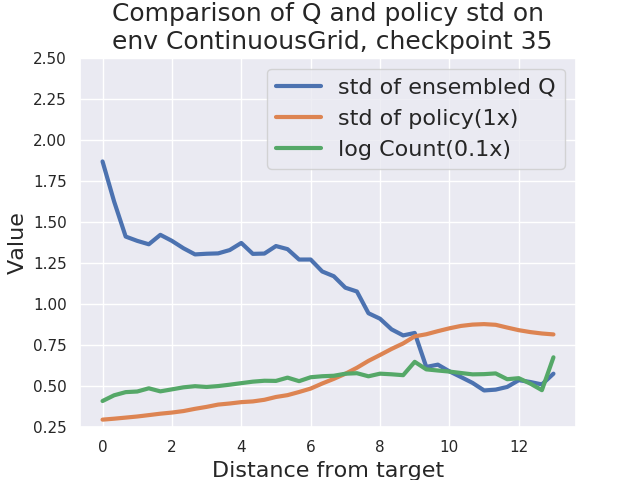 Comparison of Q and policy std on
env ContinuousGrid, checkpoint 35
2.50
2.25
2.00
1.75
1.50
1.25
1.00
0.75
0.50
0.25
Value
std of ensembled Q
std of policy(1x)
log Count(0.1x)
0 2 4 6 8 10 12
Distance from target